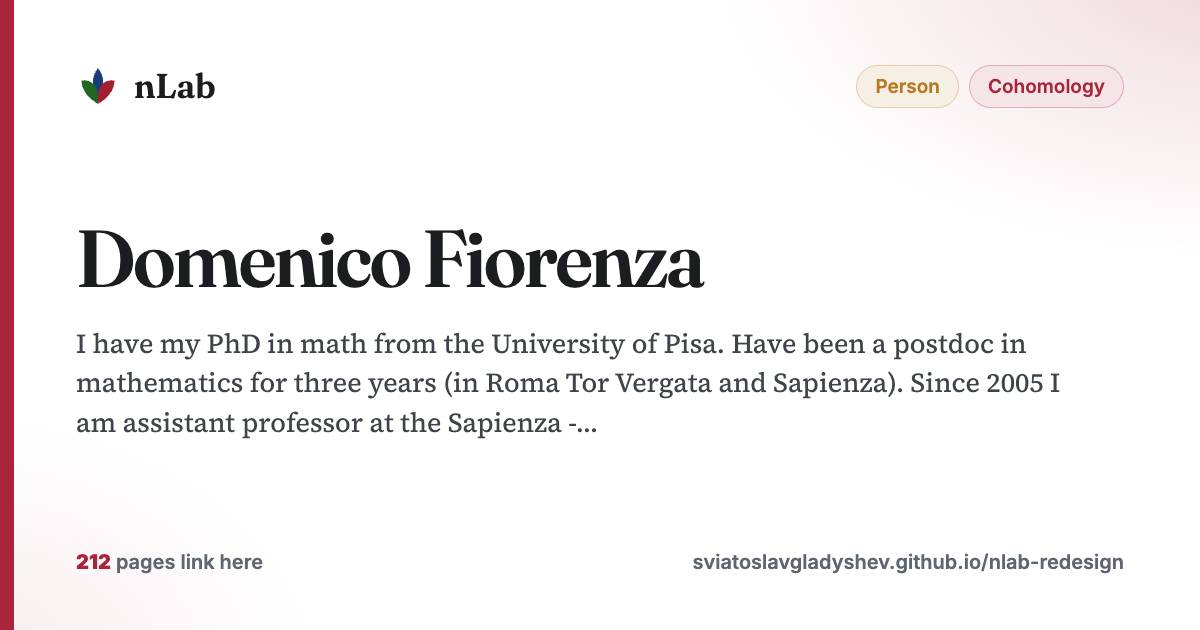 nLab
Person
Cohomology
Domenico Fiorenza
I have my PhD in math from the University of Pisa. Have been a postdoc in
mathematics for three years (in Roma Tor Vergata and Sapienza). Since 2005 I
am assistant professor at the Sapienza -...
212 pages link here
sviatoslavgladyshev.github.io/nlab-redesign